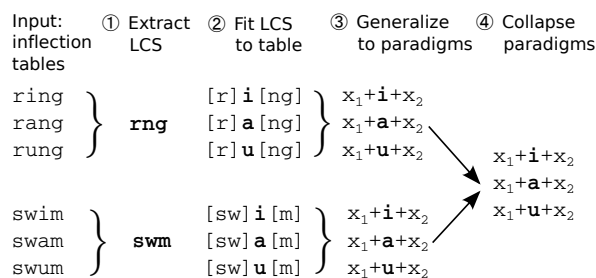 Input: ① Extract ② Fit LCS ③ Generalize ④ Collapse
inflection LCS to table to paradigms paradigms
tables
ring [r]i[ng] x₁+i+x₂
rang rng [r]a[ng] x₁+a+x₂
rung [r]u[ng] x₁+u+x₂
x₁+i+x₂
x₁+a+x₂
x₁+u+x₂
swim [sw]i[m] x₁+i+x₂
swam swm [sw]a[m] x₁+a+x₂
swum [sw]u[m] x₁+u+x₂